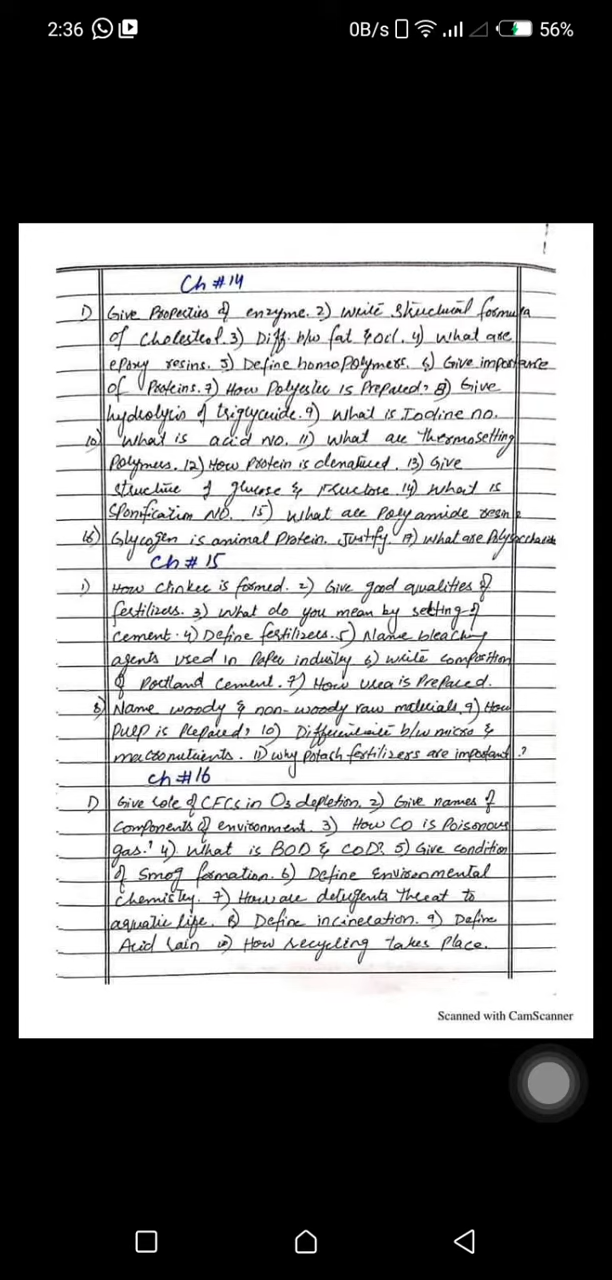 2:36
0B/s
56%
Ch # 14
1) Give Properties of enzyme. 2) Write Structural formula
of Cholesterol. 3) Diff. b/w fat & oil. 4) What are
epoxy resins. 5) Define homopolymers. 6) Give importance
of Proteins. 7) How Polyester is Prepared? 8) Give
hydrolysis of triglyceride. 9) What is Iodine no.
10) What is acid no. 11) What are thermosetting
Polymers. 12) How Protein is denatured. 13) Give
structure of glucose & Fructose 14) what is
Sponification NO. 15) What are Poly amide resin
16) Glycogen is animal Protein. Justify. 17) what are Polysaccharide
Ch # 15
1) How clinker is formed. 2) Give good qualities of
fertilizers. 3) What do you mean by setting of
cement. 4) Define fertilizers. 5) Name bleaching
agents used in Paper industry 6) write composition
of Portland cement. 7) How urea is Prepared.
8) Name woody & non-woody raw materials. 9) How
Pulp is Prepared? 10) Differentiate b/w micro &
macronutrients. 11) why Potash fertilizers are important?
Ch # 16
1) Give role of CFCs in O3 depletion. 2) Give names of
Components of environment. 3) How CO is Poisonous
gas? 4) What is BOD & COD? 5) Give condition
of Smog formation. 6) Define Environmental
chemistry. 7) How are detergents threat to
aquatic life. 8) Define incineration. 9) Define
Acid rain 10) How recycling takes Place.
Scanned with CamScanner